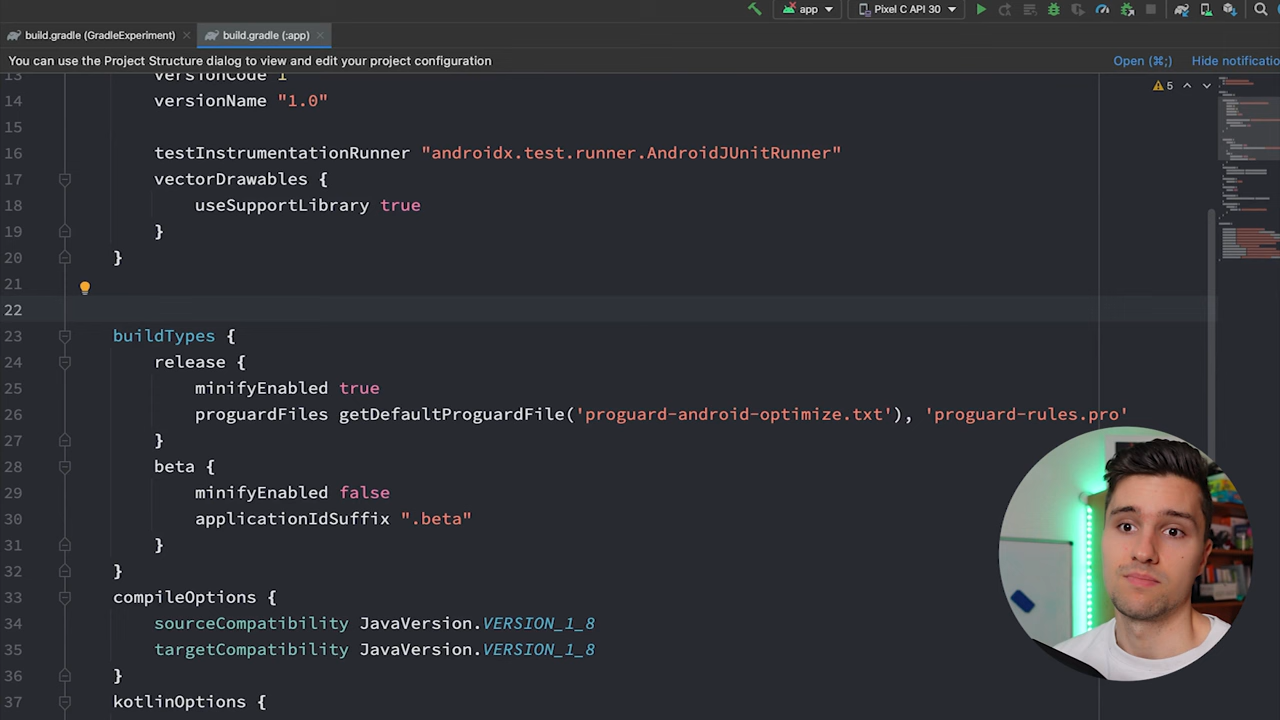 app
Pixel C API 30
build.gradle (GradleExperiment)
build.gradle (:app)
You can use the Project Structure dialog to view and edit your project configuration
Open (⌘;)
Hide notificatio
13 versionCode 1
14 versionName "1.0"
15
16 testInstrumentationRunner "androidx.test.runner.AndroidJUnitRunner"
17 vectorDrawables {
18 useSupportLibrary true
19 }
20 }
21
22
5
23 buildTypes {
24 release {
25 minifyEnabled true
26 proguardFiles getDefaultProguardFile('proguard-android-optimize.txt'), 'proguard-rules.pro'
27 }
28 beta {
29 minifyEnabled false
30 applicationIdSuffix ".beta"
31 }
32 }
33 compileOptions {
34 sourceCompatibility JavaVersion.VERSION_1_8
35 targetCompatibility JavaVersion.VERSION_1_8
36 }
37 kotlinOptions {